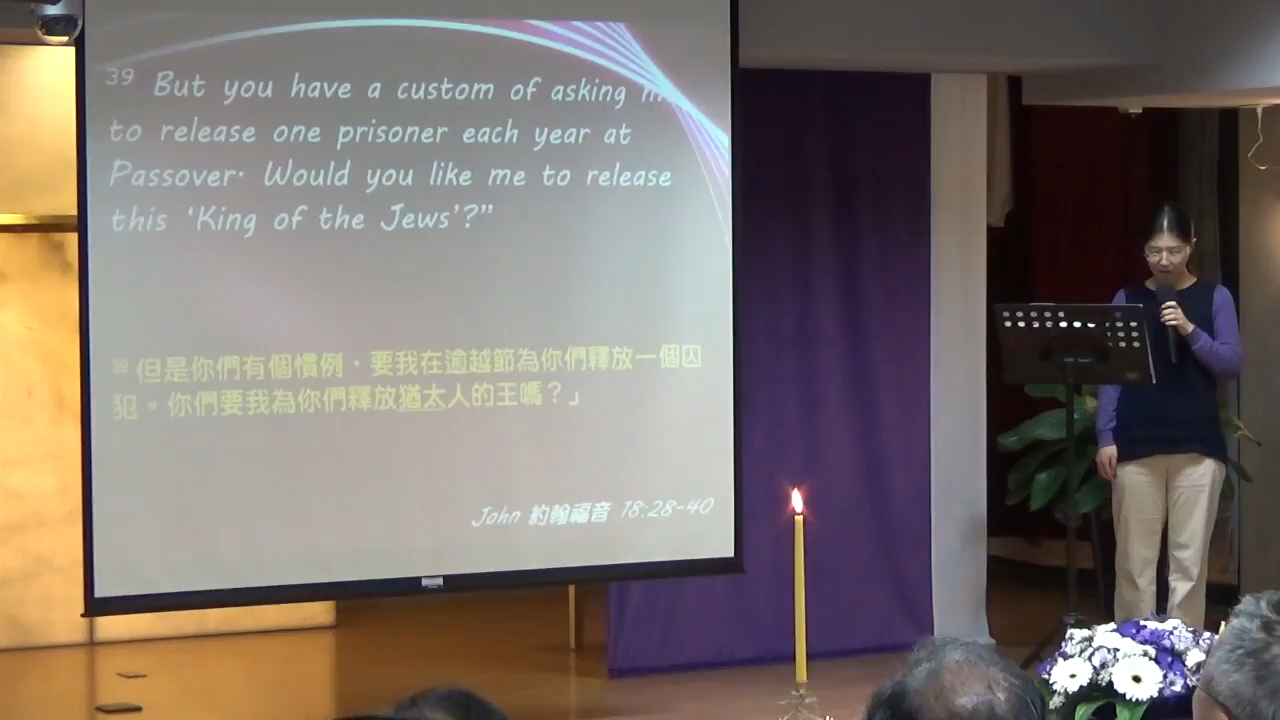 39 But you have a custom of asking
to release one prisoner each year at
Passover. Would you like me to release
this ‘King of the Jews’?”
39 但是你們有個慣例，要我在逾越節為你們釋放一個囚
犯。你們要我為你們釋放猶太人的王嗎？」
John 約翰福音 18:28-40